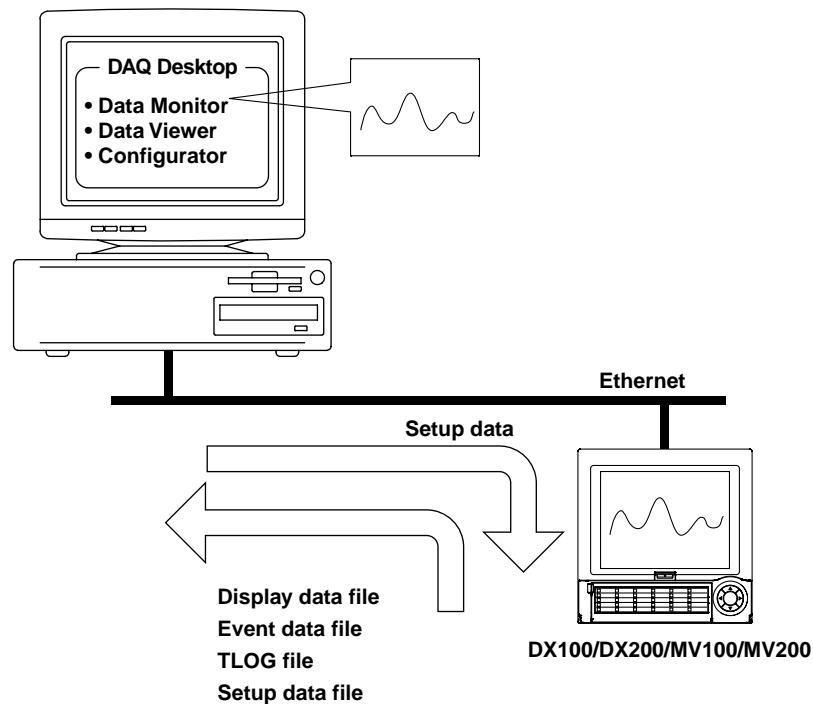 DAQ Desktop
• Data Monitor
• Data Viewer
• Configurator
Ethernet
Setup data
Display data file
Event data file
TLOG file
Setup data file
DX100/DX200/MV100/MV200